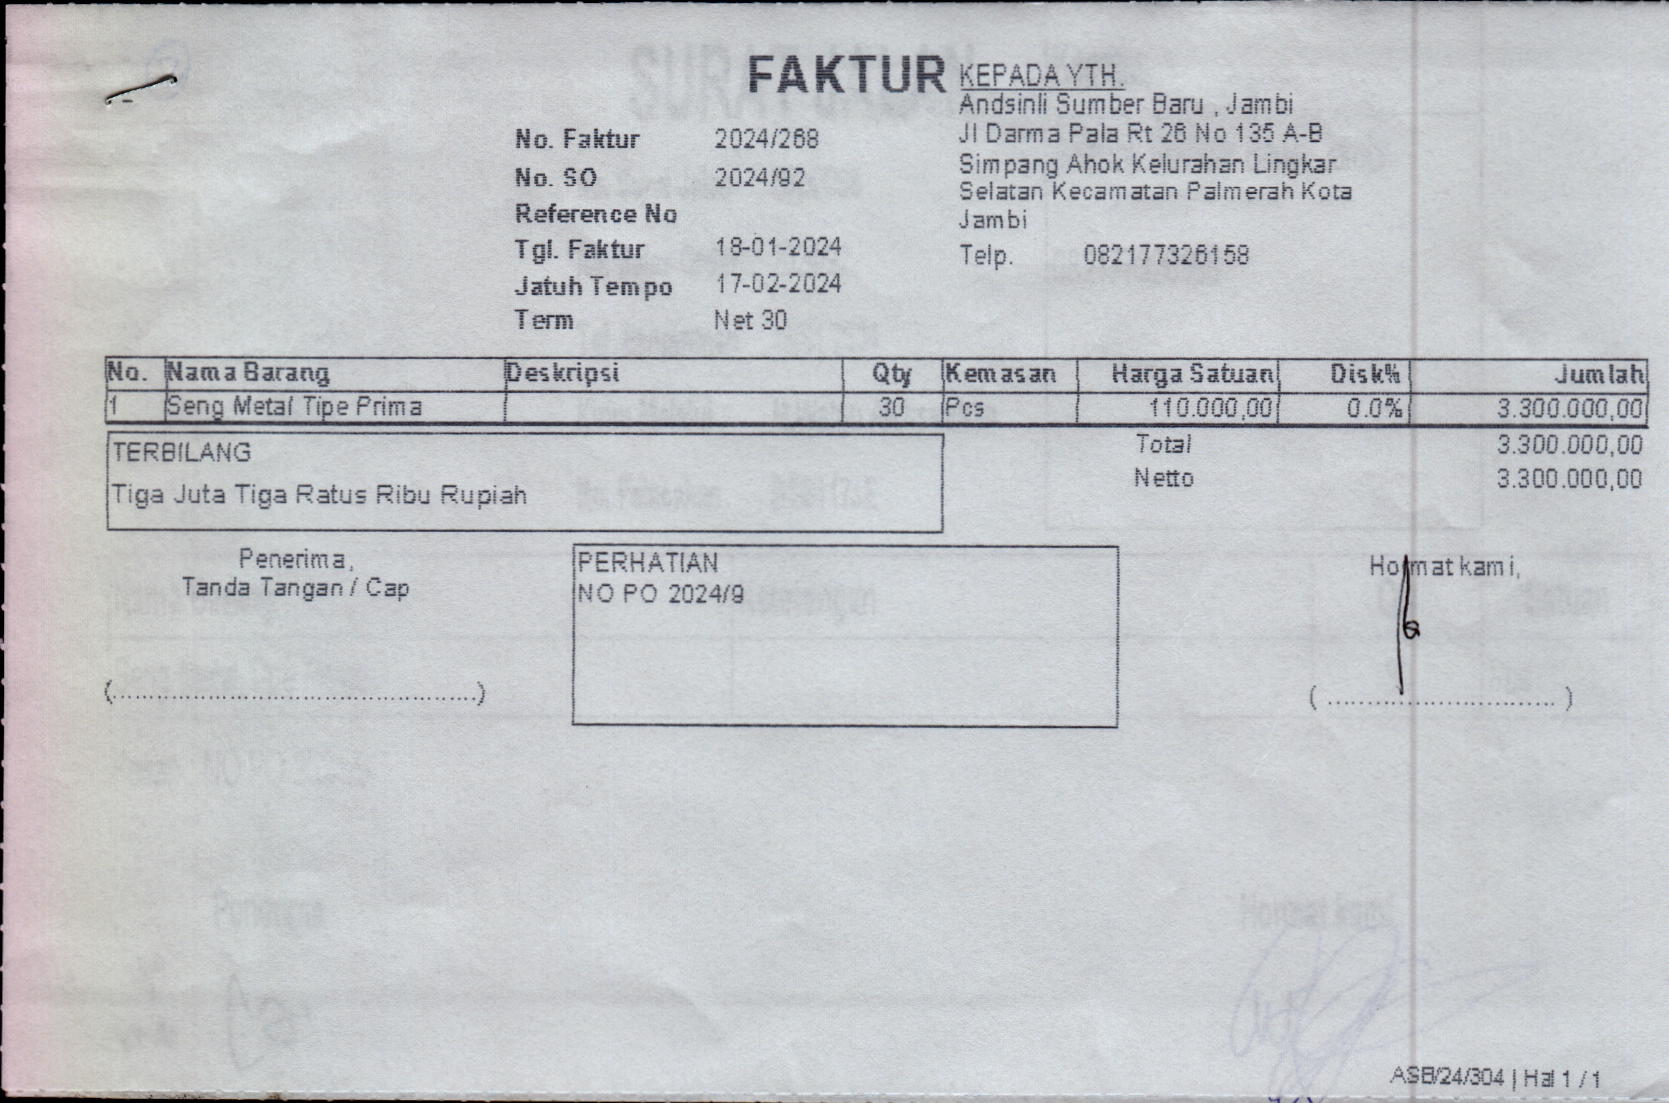 FAKTUR
No. Faktur 2024/268
No. SO 2024/92
Reference No
Tgl. Faktur 18-01-2024
Jatuh Tempo 17-02-2024
Term Net 30
KEPADA YTH.
Andsinli Sumber Baru , Jambi
Jl Darma Pala Rt 26 No 135 A-B
Simpang Ahok Kelurahan Lingkar
Selatan Kecamatan Palmerah Kota
Jambi
Telp. 082177326158
No. Nama Barang Deskripsi Qty Kemasan Harga Satuan Disk% Jumlah
1 Seng Metal Tipe Prima 30 Pcs 110.000,00 0.0% 3.300.000,00
Total 3.300.000,00
Netto 3.300.000,00
TERBILANG
Tiga Juta Tiga Ratus Ribu Rupiah
Penerima,
Tanda Tangan / Cap
(..............................................)
PERHATIAN
NO PO 2024/9
Hormat kami,
( ............................. )
ASB/24/304 | Hal 1 / 1